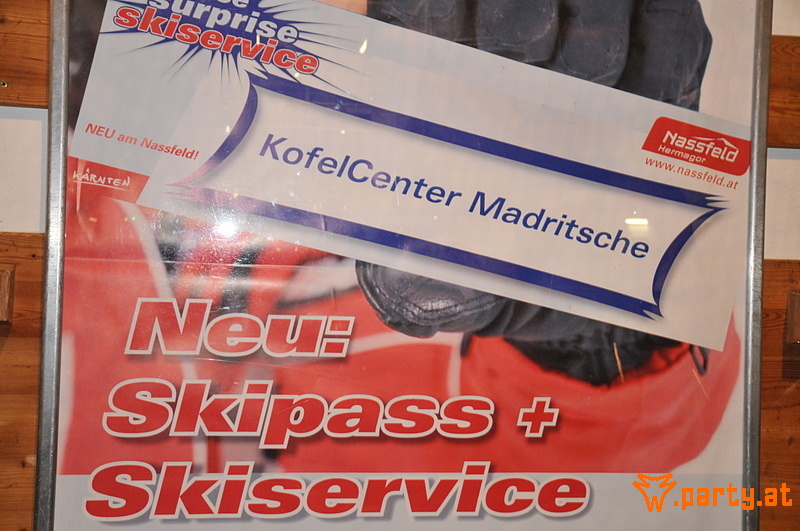 surprise
skiservice
NEU am Nassfeld!
KÄRNTEN
KofelCenter Madritsche
Nassfeld
Hermagor
www.nassfeld.at
Neu:
Skipass +
Skiservice
party.at